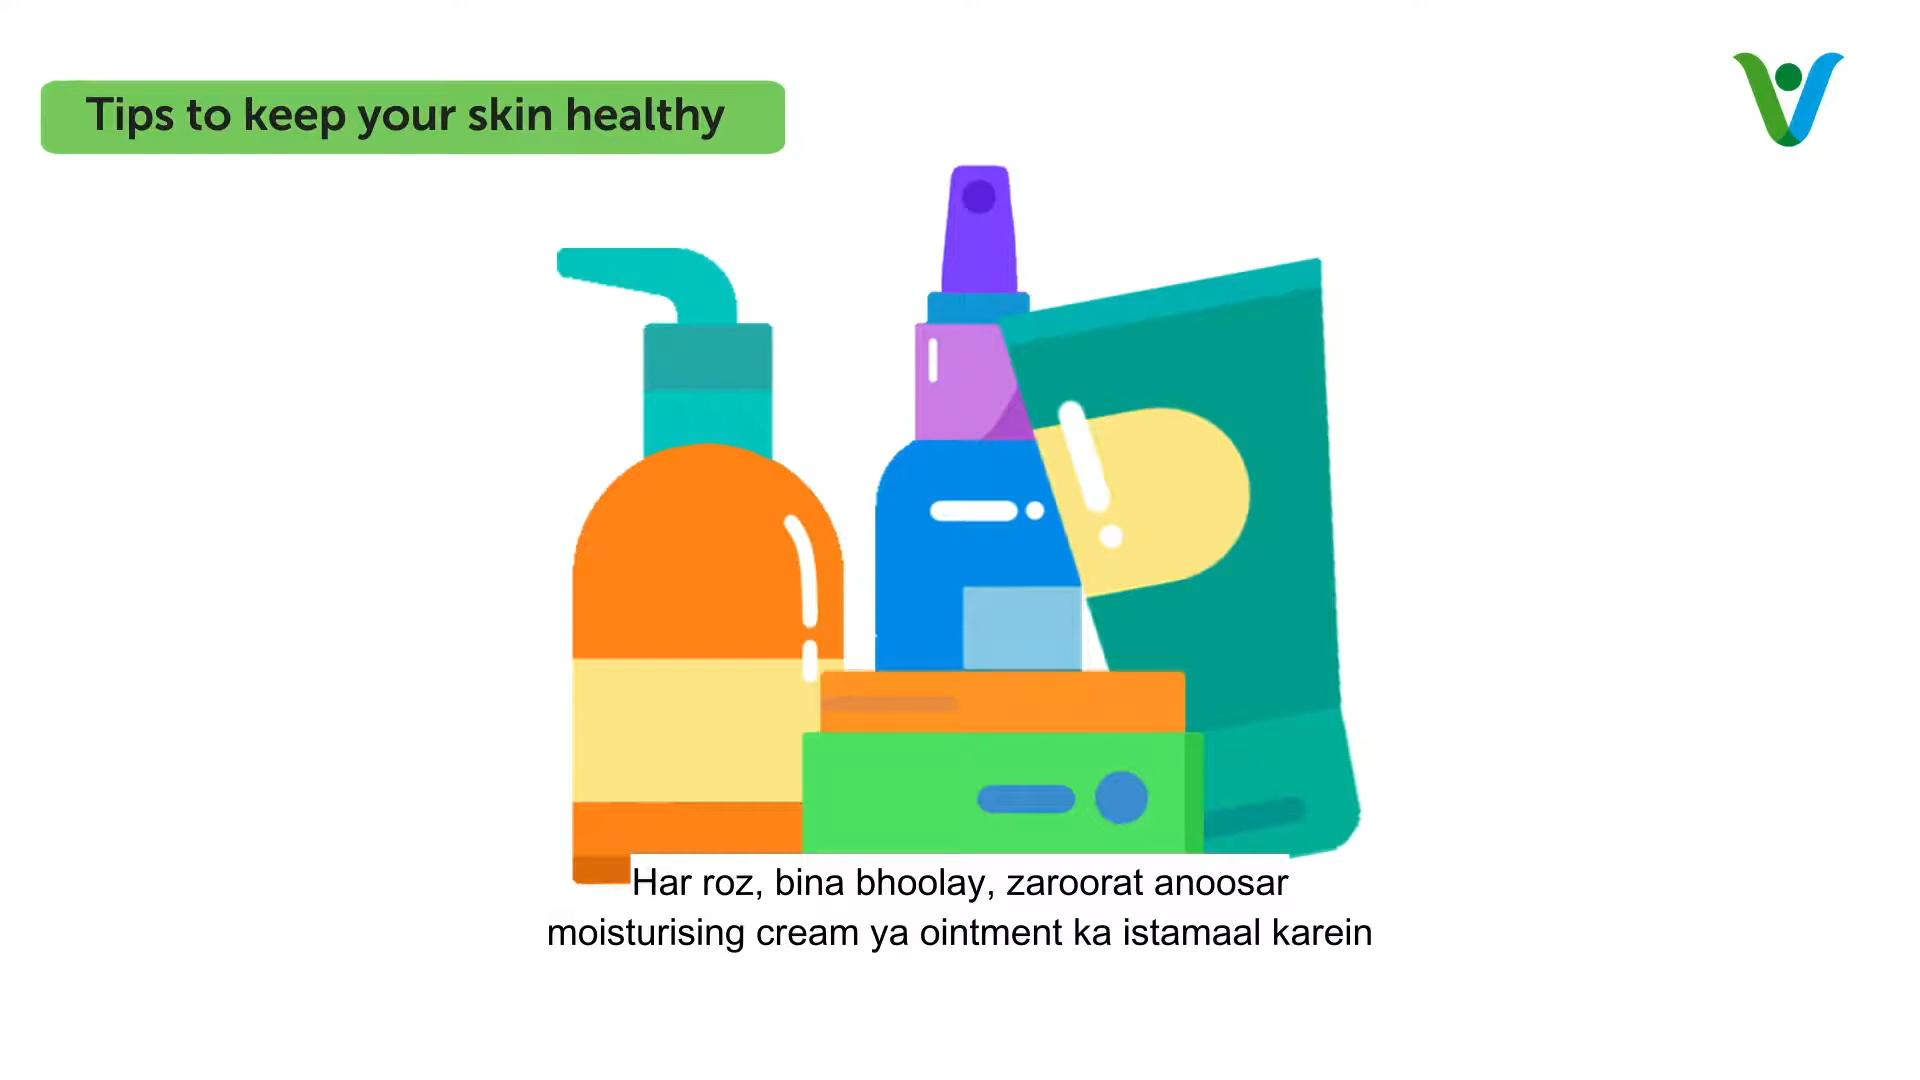 Tips to keep your skin healthy
Har roz, bina bhoolay, zaroorat anoosar
moisturising cream ya ointment ka istamaal karein